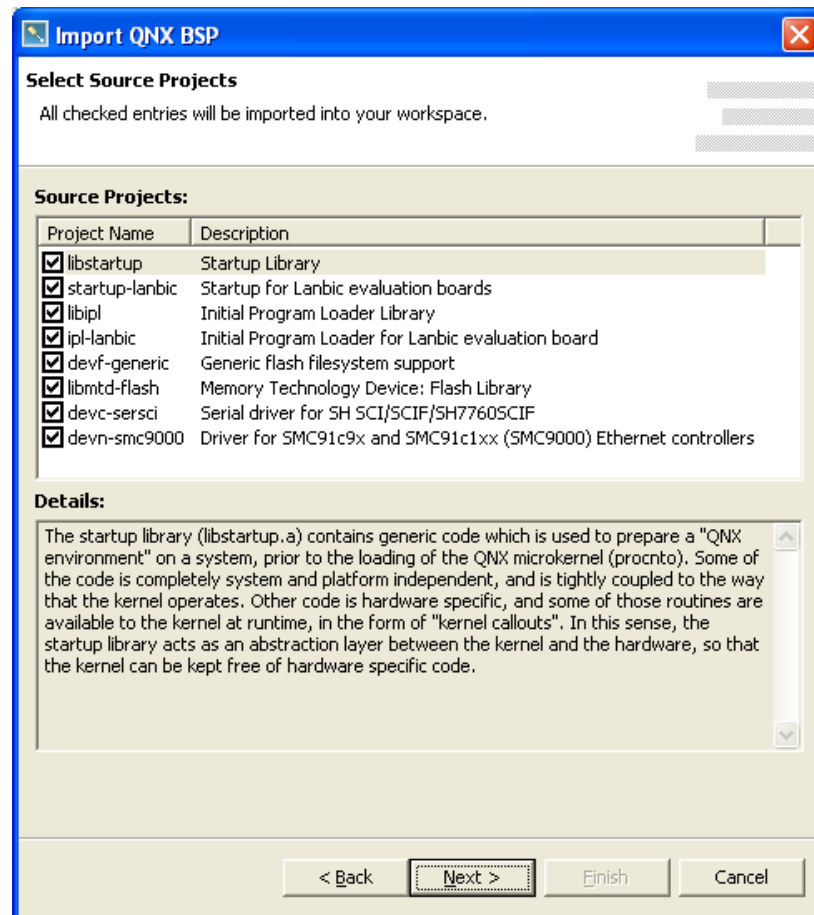 Import QNX BSP
Select Source Projects
All checked entries will be imported into your workspace.
Source Projects:
Project Name Description
libstartup Startup Library
startup-lanbic Startup for Lanbic evaluation boards
libipl Initial Program Loader Library
ipl-lanbic Initial Program Loader for Lanbic evaluation board
devf-generic Generic flash filesystem support
libmtd-flash Memory Technology Device: Flash Library
devc-sersci Serial driver for SH SCI/SCIF/SH7760SCIF
devn-smc9000 Driver for SMC91c9x and SMC91c1xx (SMC9000) Ethernet controllers
Details:
The startup library (libstartup.a) contains generic code which is used to prepare a "QNX
environment" on a system, prior to the loading of the QNX microkernel (procnto). Some of
the code is completely system and platform independent, and is tightly coupled to the way
that the kernel operates. Other code is hardware specific, and some of those routines are
available to the kernel at runtime, in the form of "kernel callouts". In this sense, the
startup library acts as an abstraction layer between the kernel and the hardware, so that
the kernel can be kept free of hardware specific code.
< Back Next > Finish Cancel